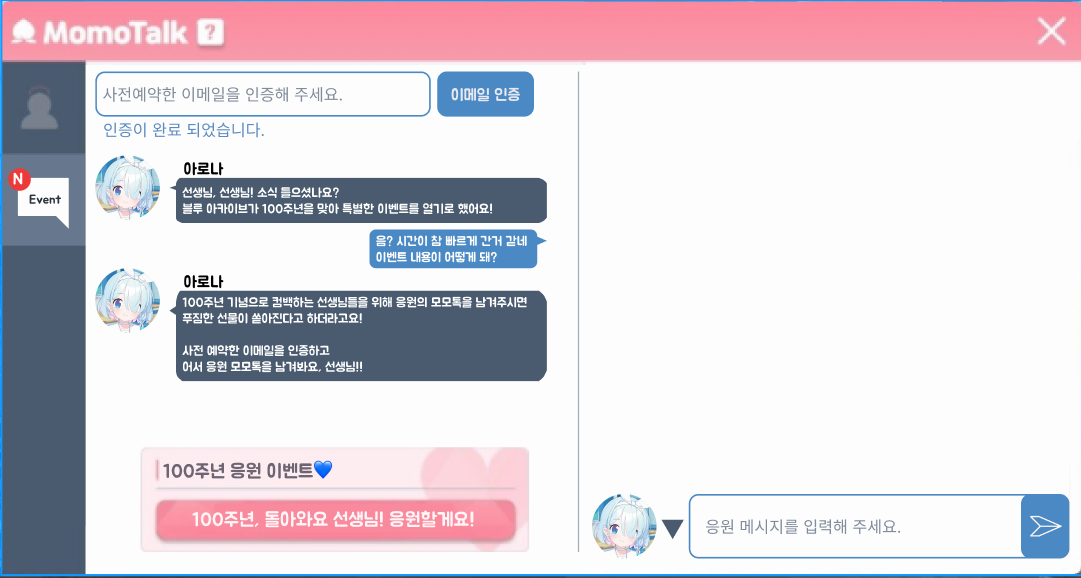 MomoTalk ?
사전예약한 이메일을 인증해 주세요.
이메일 인증
인증이 완료 되었습니다.
N
Event
아로나
선생님, 선생님! 소식 들으셨나요?
블루 아카이브가 100주년을 맞아 특별한 이벤트를 열기로 했어요!
음? 시간이 참 빠르게 간거 같네
이벤트 내용이 어떻게 돼?
아로나
100주년 기념으로 컴백하는 선생님들을 위해 응원의 모모톡을 남겨주시면
푸짐한 선물이 쏟아진다고 하더라고요!
사전 예약한 이메일을 인증하고
어서 응원 모모톡을 남겨봐요, 선생님!!
100주년 응원 이벤트💙
100주년, 돌아와요 선생님! 응원할게요!
응원 메시지를 입력해 주세요.